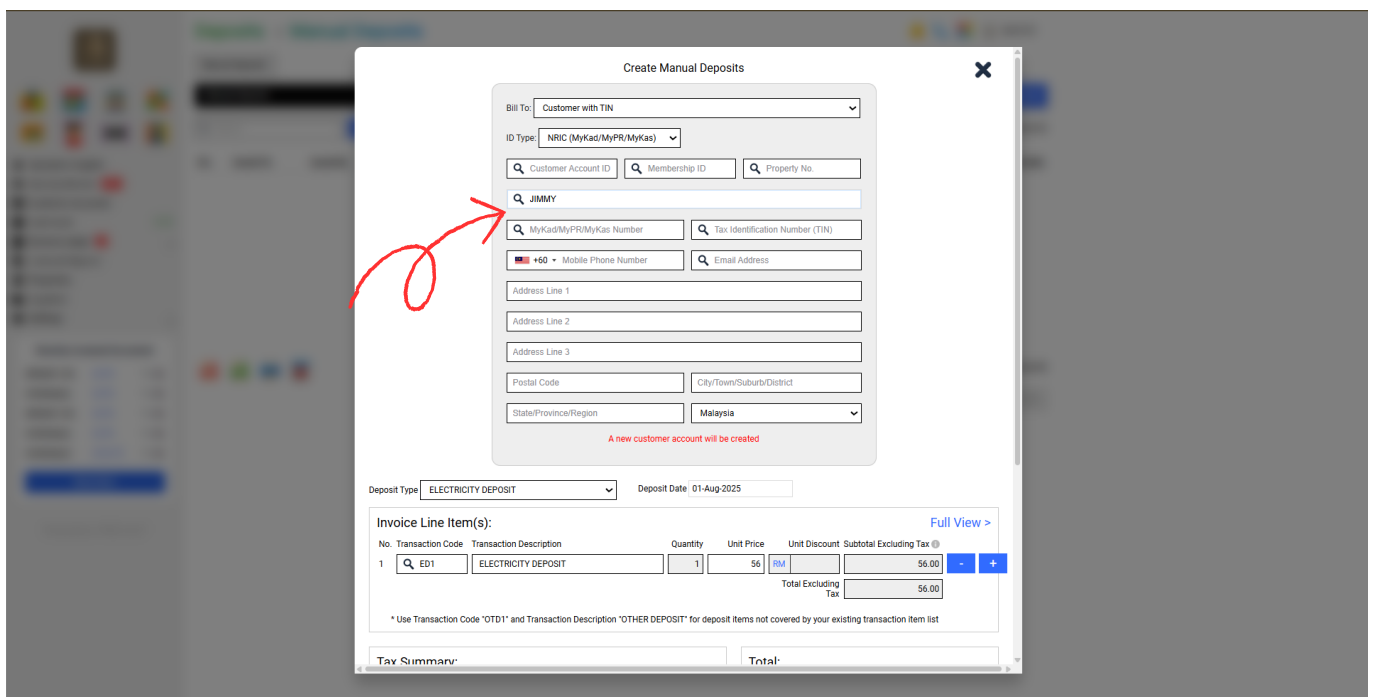 Create Manual Deposits
Bill To: Customer with TIN
ID Type: NRIC (MyKad/MyPR/MyKas)
Customer Account ID Membership ID Property No.
JIMMY
MyKad/MyPR/MyKas Number Tax Identification Number (TIN)
+60 Mobile Phone Number Email Address
Address Line 1
Address Line 2
Address Line 3
Postal Code City/Town/Suburb/District
State/Province/Region Malaysia
A new customer account will be created
Deposit Type ELECTRICITY DEPOSIT Deposit Date 01-Aug-2025
Invoice Line Item(s): Full View >
No. Transaction Code Transaction Description Quantity Unit Price Unit Discount Subtotal Excluding Tax
1 ED1 ELECTRICITY DEPOSIT 1 56 RM 56.00 - +
Total Excluding Tax 56.00
* Use Transaction Code "OTD1" and Transaction Description "OTHER DEPOSIT" for deposit items not covered by your existing transaction item list
Tax Summary: Total: